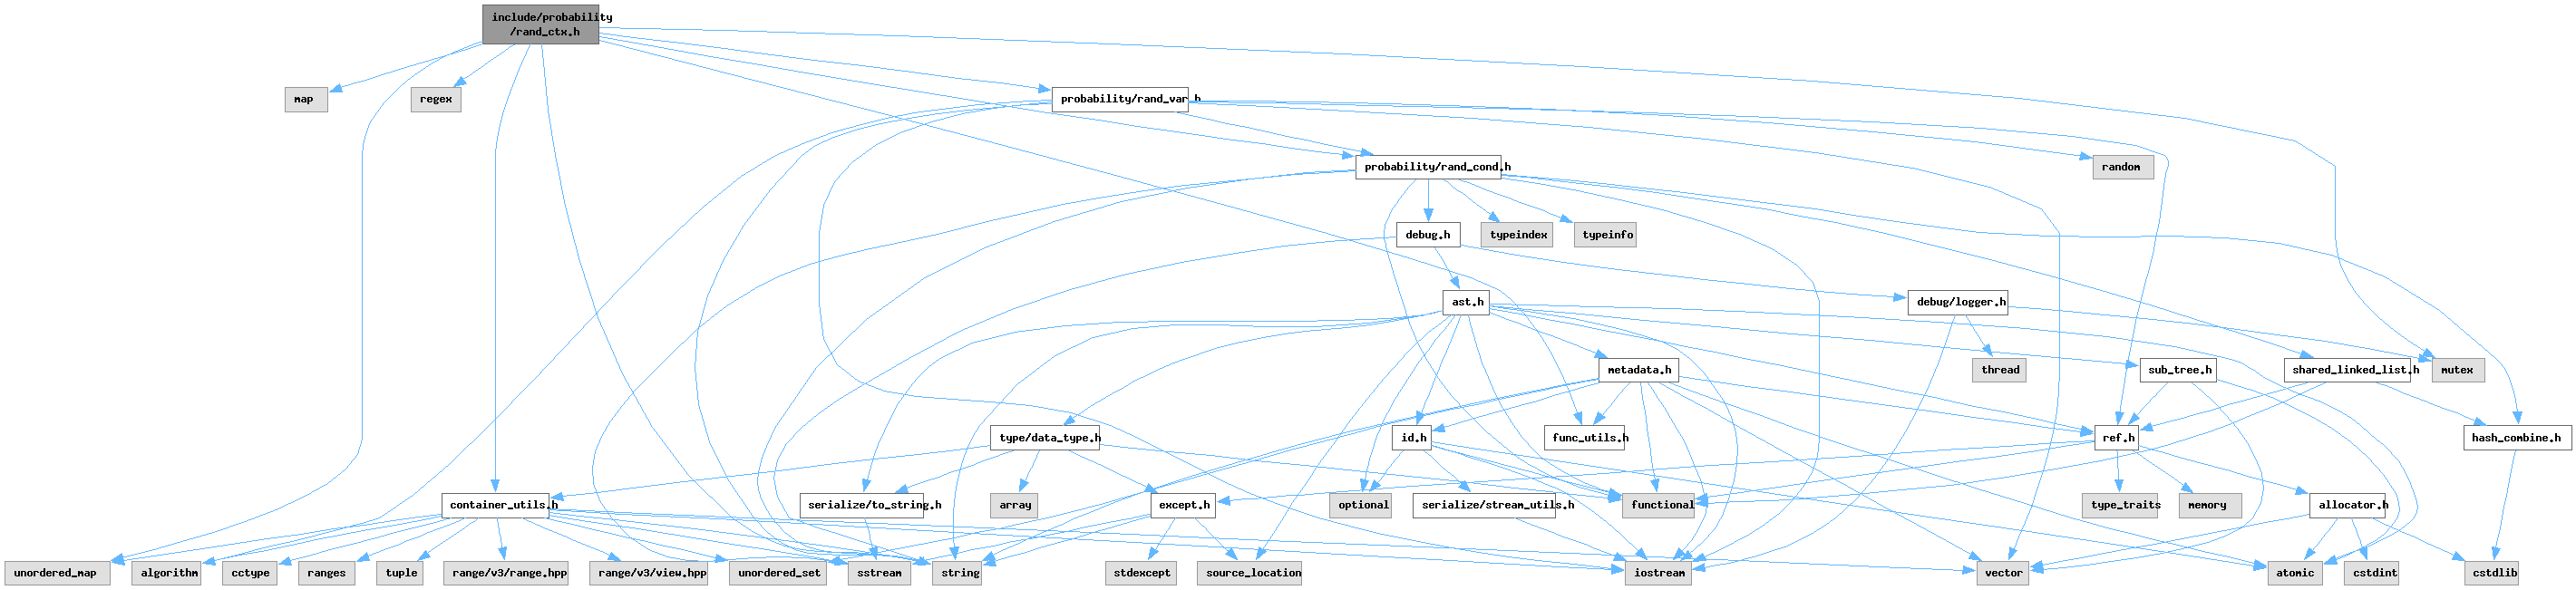 include/probability
/rand_ctx.h
map
regex
probability/rand_var.h
probability/rand_cond.h
random
debug.h
typeindex
typeinfo
ast.h
debug/logger.h
metadata.h
thread
sub_tree.h
shared_linked_list.h
mutex
type/data_type.h
id.h
func_utils.h
ref.h
hash_combine.h
container_utils.h
serialize/to_string.h
array
except.h
optional
serialize/stream_utils.h
functional
type_traits
memory
allocator.h
unordered_map
algorithm
cctype
ranges
tuple
range/v3/range.hpp
range/v3/view.hpp
unordered_set
sstream
string
stdexcept
source_location
iostream
vector
atomic
cstdint
cstdlib